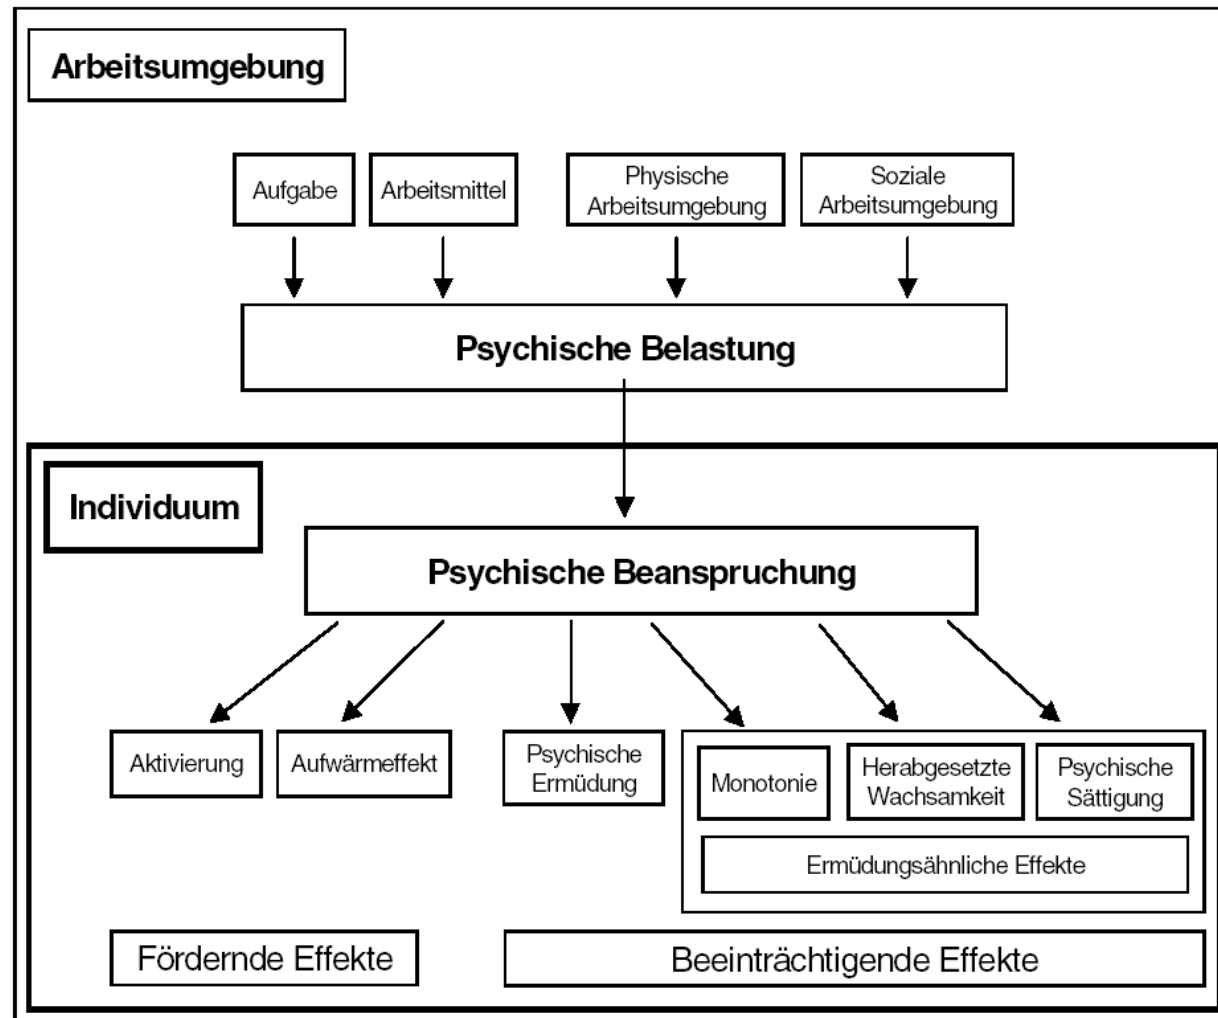 Arbeitsumgebung
Aufgabe
Arbeitsmittel
Physische
Arbeitsumgebung
Soziale
Arbeitsumgebung
Psychische Belastung
Individuum
Psychische Beanspruchung
Aktivierung
Aufwärmeffekt
Psychische
Ermüdung
Monotonie
Herabgesetzte
Wachsamkeit
Psychische
Sättigung
Ermüdungsähnliche Effekte
Fördernde Effekte
Beeinträchtigende Effekte